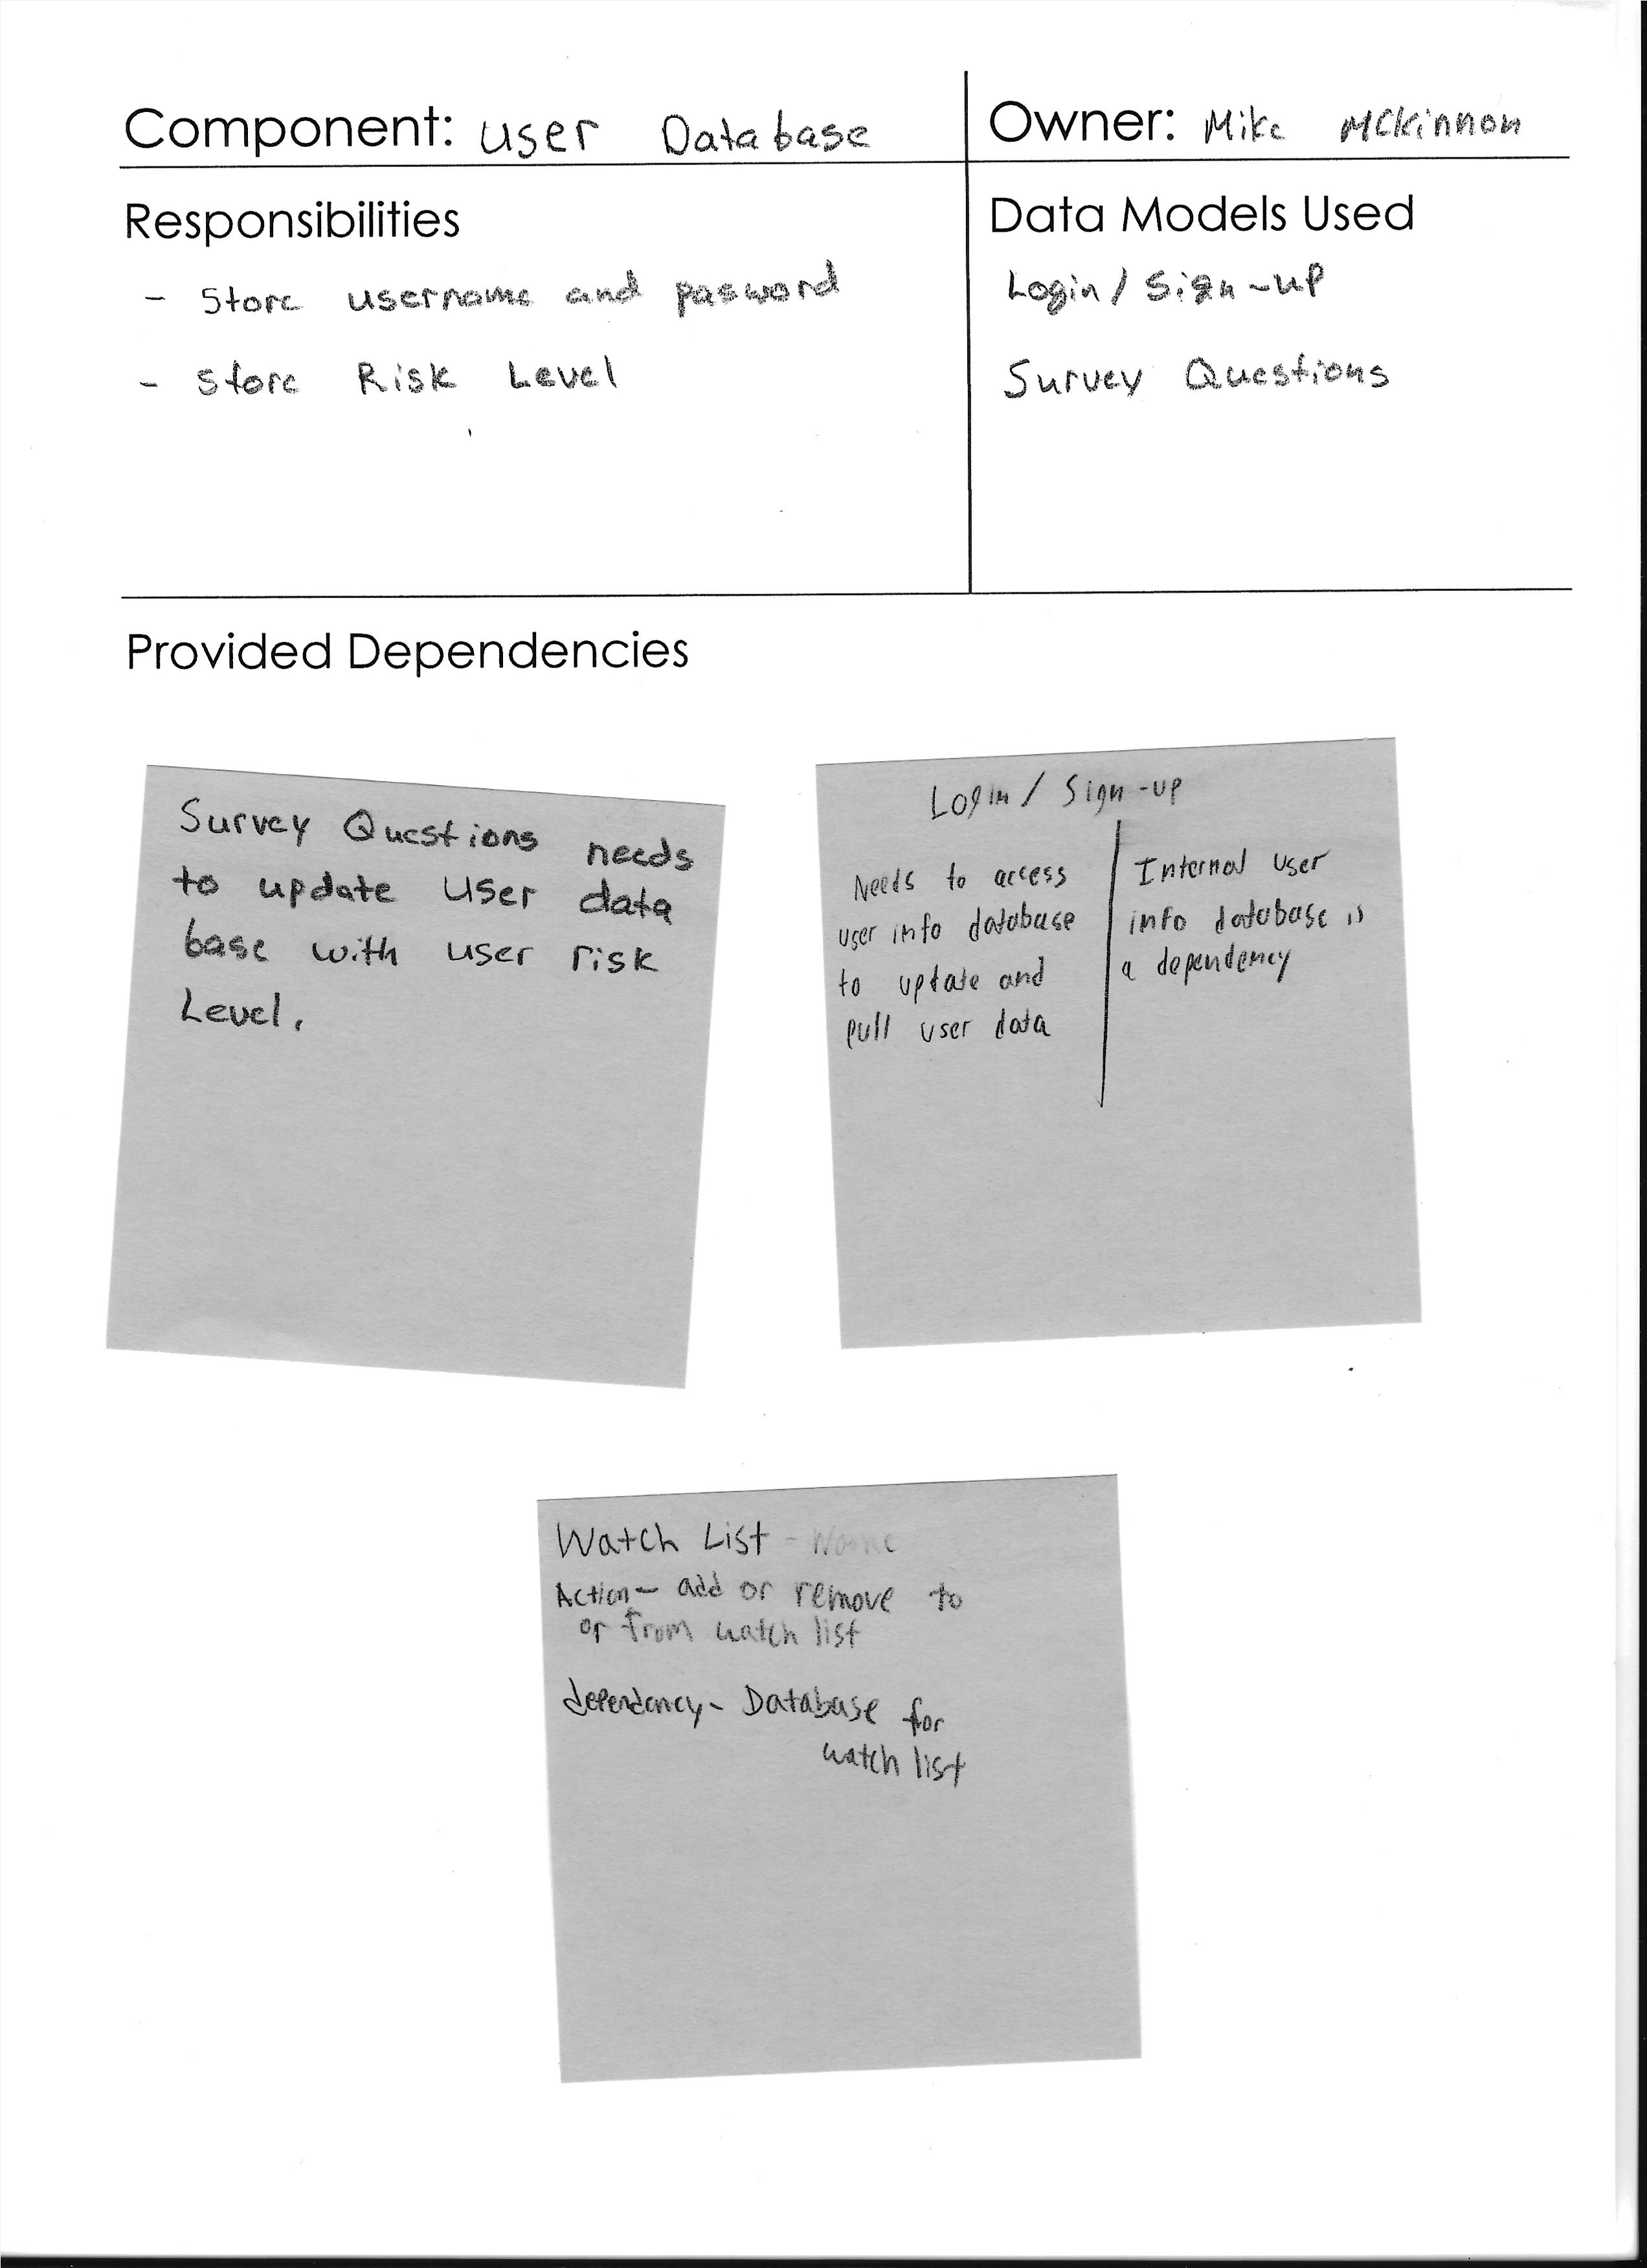 Component: User Database
Owner: Mike McKinnon
Responsibilities
- Store username and pasword
- Store Risk Level
Data Models Used
Login / Sign-up
Survey Questions
Provided Dependencies
Survey Questions needs
to update user data
base with user risk
Level.
Login / Sign-up
Needs to access
user info database
to update and
pull user data
Internal user
info database is
a dependency
Watch List - Name
Action - add or remove to
or from watch list
dependency - Database for
watch list